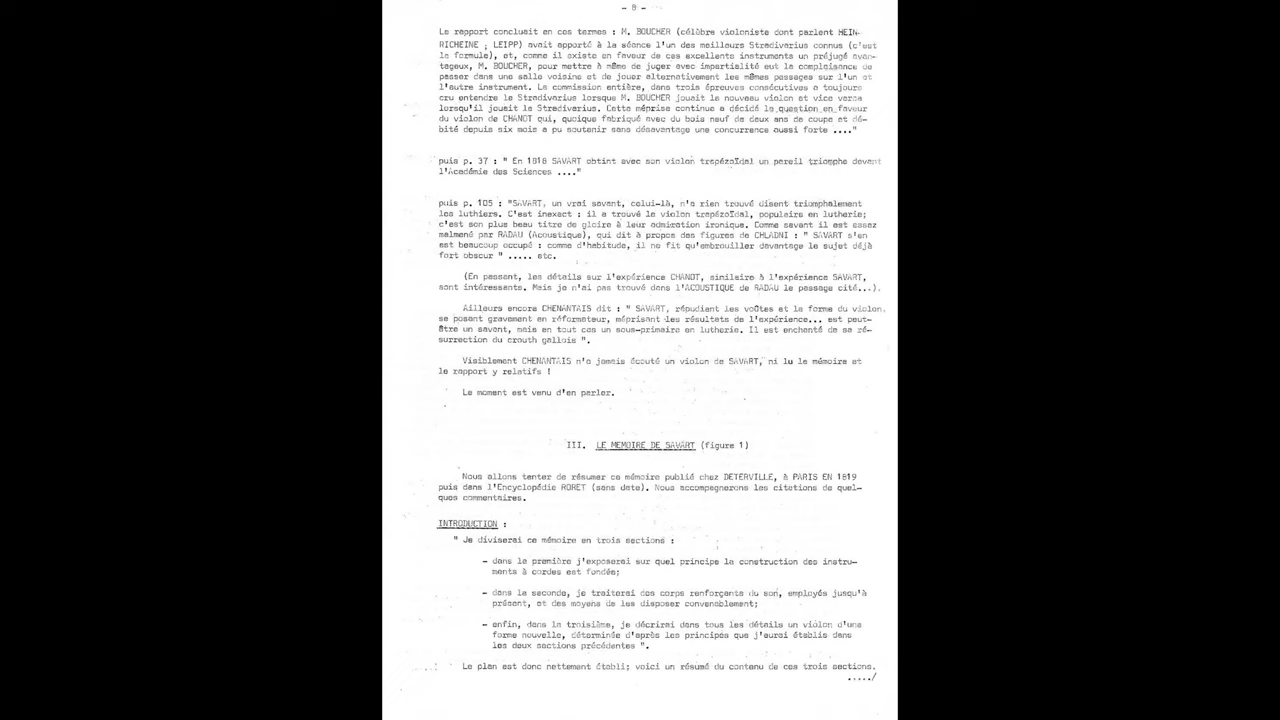 - 8 -
Le rapport concluait en ces termes : M. BOUCHER (célèbre violoniste dont parlent HEIN-
RICHEINE ; LEIPP) avait apporté à la séance l'un des meilleurs Stradivarius connus (c'est
la formule), et, comme il existe en faveur de ces excellents instruments un préjugé avan-
tageux, M. BOUCHER, pour mettre à même de juger avec impartialité eut la complaisance de
passer dans une salle voisine et de jouer alternativement les mêmes passages sur l'un et
l'autre instrument. La commission entière, dans trois épreuves consécutives a toujours
cru entendre le Stradivarius lorsque M. BOUCHER jouait le nouveau violon et vice versa
lorsqu'il jouait le Stradivarius. Cette méprise continue a décidé la question en faveur
du violon de CHANOT qui, quoique fabriqué avec du bois neuf de deux ans de coupe et dé-
bité depuis six mois a pu soutenir sans désavantage une concurrence aussi forte ...."
puis p. 37 : " En 1818 SAVART obtint avec son violon trapézoïdal un pareil triomphe devant
l'Académie des Sciences ...."
puis p. 105 : "SAVART, un vrai savant, celui-là, n'a rien trouvé disent triomphalement
les luthiers. C'est inexact : il a trouvé le violon trapézoïdal, populaire en lutherie;
c'est son plus beau titre de gloire à leur admiration ironique. Comme savant il est assez
malmené par RADAU (Acoustique), qui dit à propos des figures de CHLADNI : " SAVART s'en
est beaucoup occupé : comme d'habitude, il ne fit qu'embrouiller davantage le sujet déjà
fort obscur " ..... etc.
(En passant, les détails sur l'expérience CHANOT, similaire à l'expérience SAVART,
sont intéressants. Mais je n'ai pas trouvé dans l'ACOUSTIQUE de RADAU le passage cité...).
Ailleurs encore CHENANTAIS dit : " SAVART, répudiant les voûtes et la forme du violon,
se posant gravement en réformateur, méprisant les résultats de l'expérience... est peut-
être un savant, mais en tout cas un sous-primaire en lutherie. Il est enchanté de sa ré-
surrection du crouth gallois ".
Visiblement CHENANTAIS n'a jamais écouté un violon de SAVART, ni lu le mémoire et
le rapport y relatifs !
Le moment est venu d'en parler.
III. LE MEMOIRE DE SAVART (figure 1)
Nous allons tenter de résumer ce mémoire publié chez DETERVILLE, à PARIS EN 1819
puis dans l'Encyclopédie RORET (sans date). Nous accompagnerons les citations de quel-
ques commentaires.
INTRODUCTION :
" Je diviserai ce mémoire en trois sections :
- dans la première j'exposerai sur quel principe la construction des instru-
ments à cordes est fondée;
- dans la seconde, je traiterai des corps renforçants du son, employés jusqu'à
présent, et des moyens de les disposer convenablement;
- enfin, dans la troisième, je décrirai dans tous les détails un violon d'une
forme nouvelle, déterminée d'après les principes que j'aurai établis dans
les deux sections précédentes ".
Le plan est donc nettement établi; voici un résumé du contenu de ces trois sections.
...../